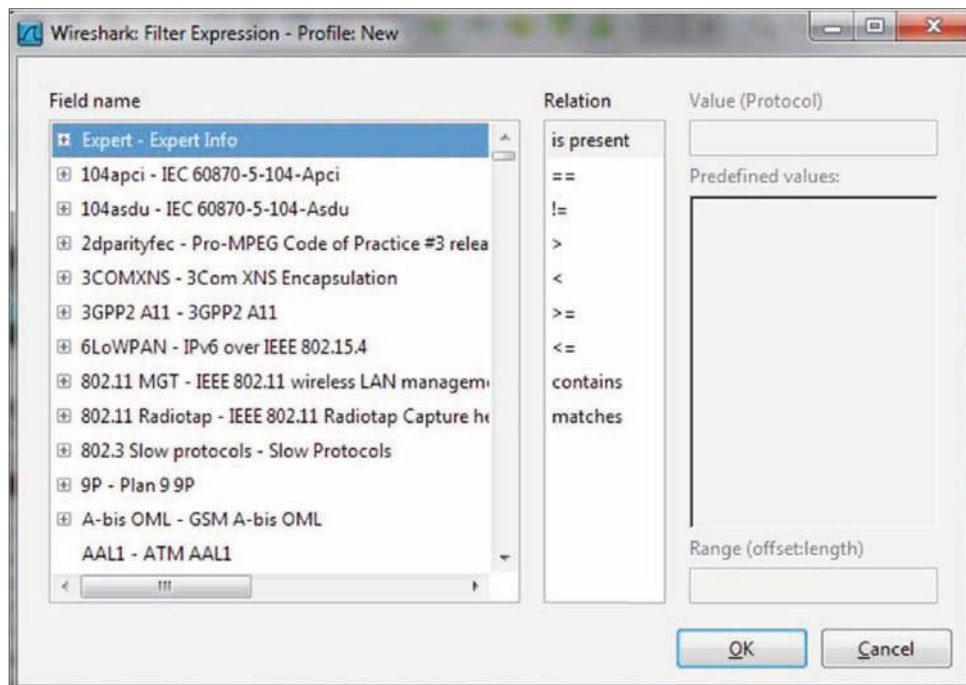 Wireshark: Filter Expression - Profile: New
Field name
Expert - Expert Info
104apci - IEC 60870-5-104-Apci
104asdu - IEC 60870-5-104-Asdu
2dparityfec - Pro-MPEG Code of Practice #3 relea
3COMXNS - 3Com XNS Encapsulation
3GPP2 A11 - 3GPP2 A11
6LoWPAN - IPv6 over IEEE 802.15.4
802.11 MGT - IEEE 802.11 wireless LAN managem
802.11 Radiotap - IEEE 802.11 Radiotap Capture he
802.3 Slow protocols - Slow Protocols
9P - Plan 9 9P
A-bis OML - GSM A-bis OML
AAL1 - ATM AAL1
Relation
is present
==
!=
>
<
>=
<=
contains
matches
Value (Protocol)
Predefined values:
Range (offset:length)
OK
Cancel